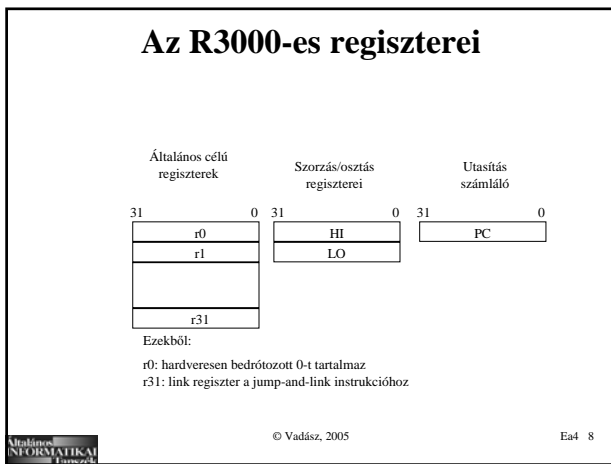 Az R3000-es regiszterei
Általános célú
regiszterek
Szorzás/osztás
regiszterei
Utasítás
számláló
31 0 31 0 31 0
r0 HI PC
r1 LO
r31
Ezekből:
r0: hardveresen bedrótozott 0-t tartalmaz
r31: link regiszter a jump-and-link instrukcióhoz
Általános
INFORMATIKAI
Tanszék
© Vadász, 2005
Ea4 8